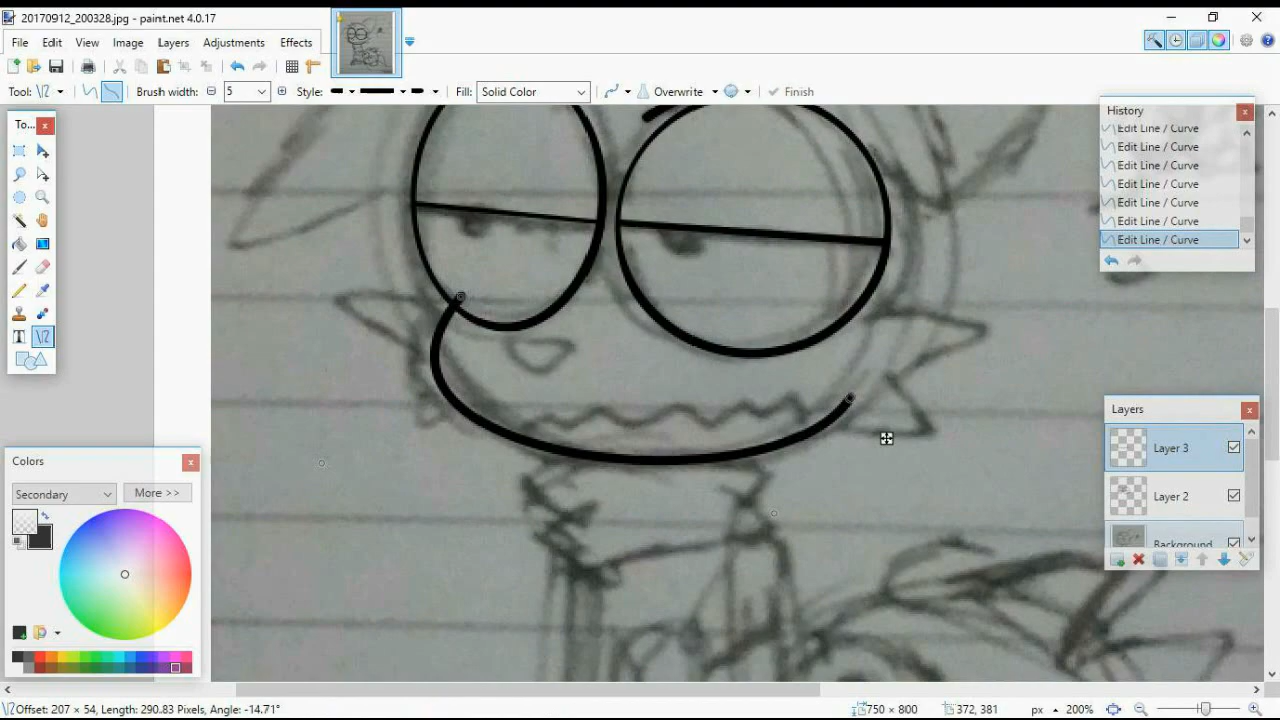 20170912_200328.jpg - paint.net 4.0.17
File Edit View Image Layers Adjustments Effects
Tool: Brush width: 5 Style: Fill: Solid Color Overwrite Finish
To...
History
Edit Line / Curve
Edit Line / Curve
Edit Line / Curve
Edit Line / Curve
Edit Line / Curve
Edit Line / Curve
Edit Line / Curve
Layers
Layer 3
Layer 2
Background
Colors
Secondary More >>
Offset: 207 × 54, Length: 290.83 Pixels, Angle: -14.71° 750 × 800 372, 381 px 200%